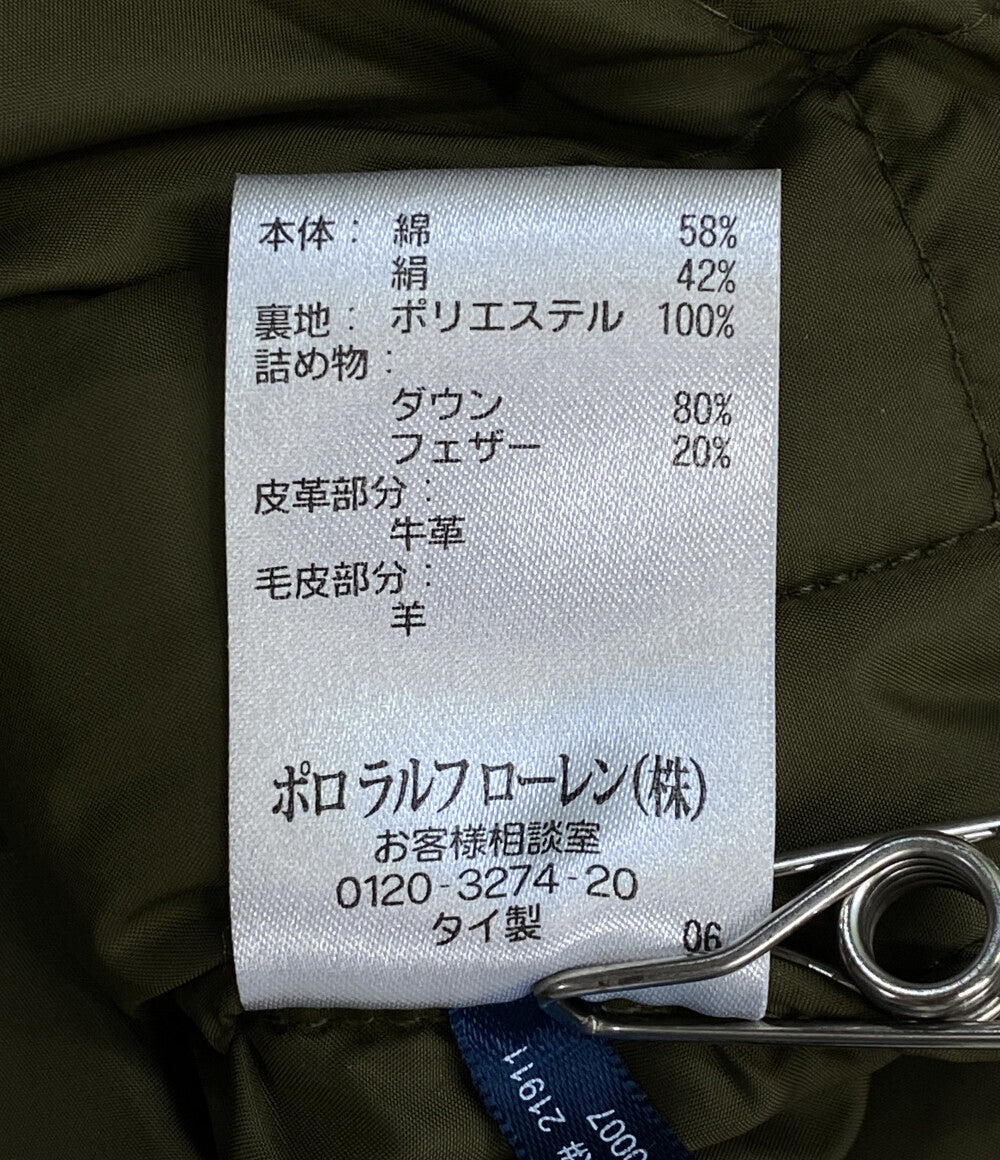 本体： 綿 58%
絹 42%
裏地： ポリエステル 100%
詰め物：
ダウン 80%
フェザー 20%
皮革部分：
牛革
毛皮部分：
羊
ポロ ラルフ ローレン(株)
お客様相談室
0120-3274-20
タイ製 06
# 21911
0007